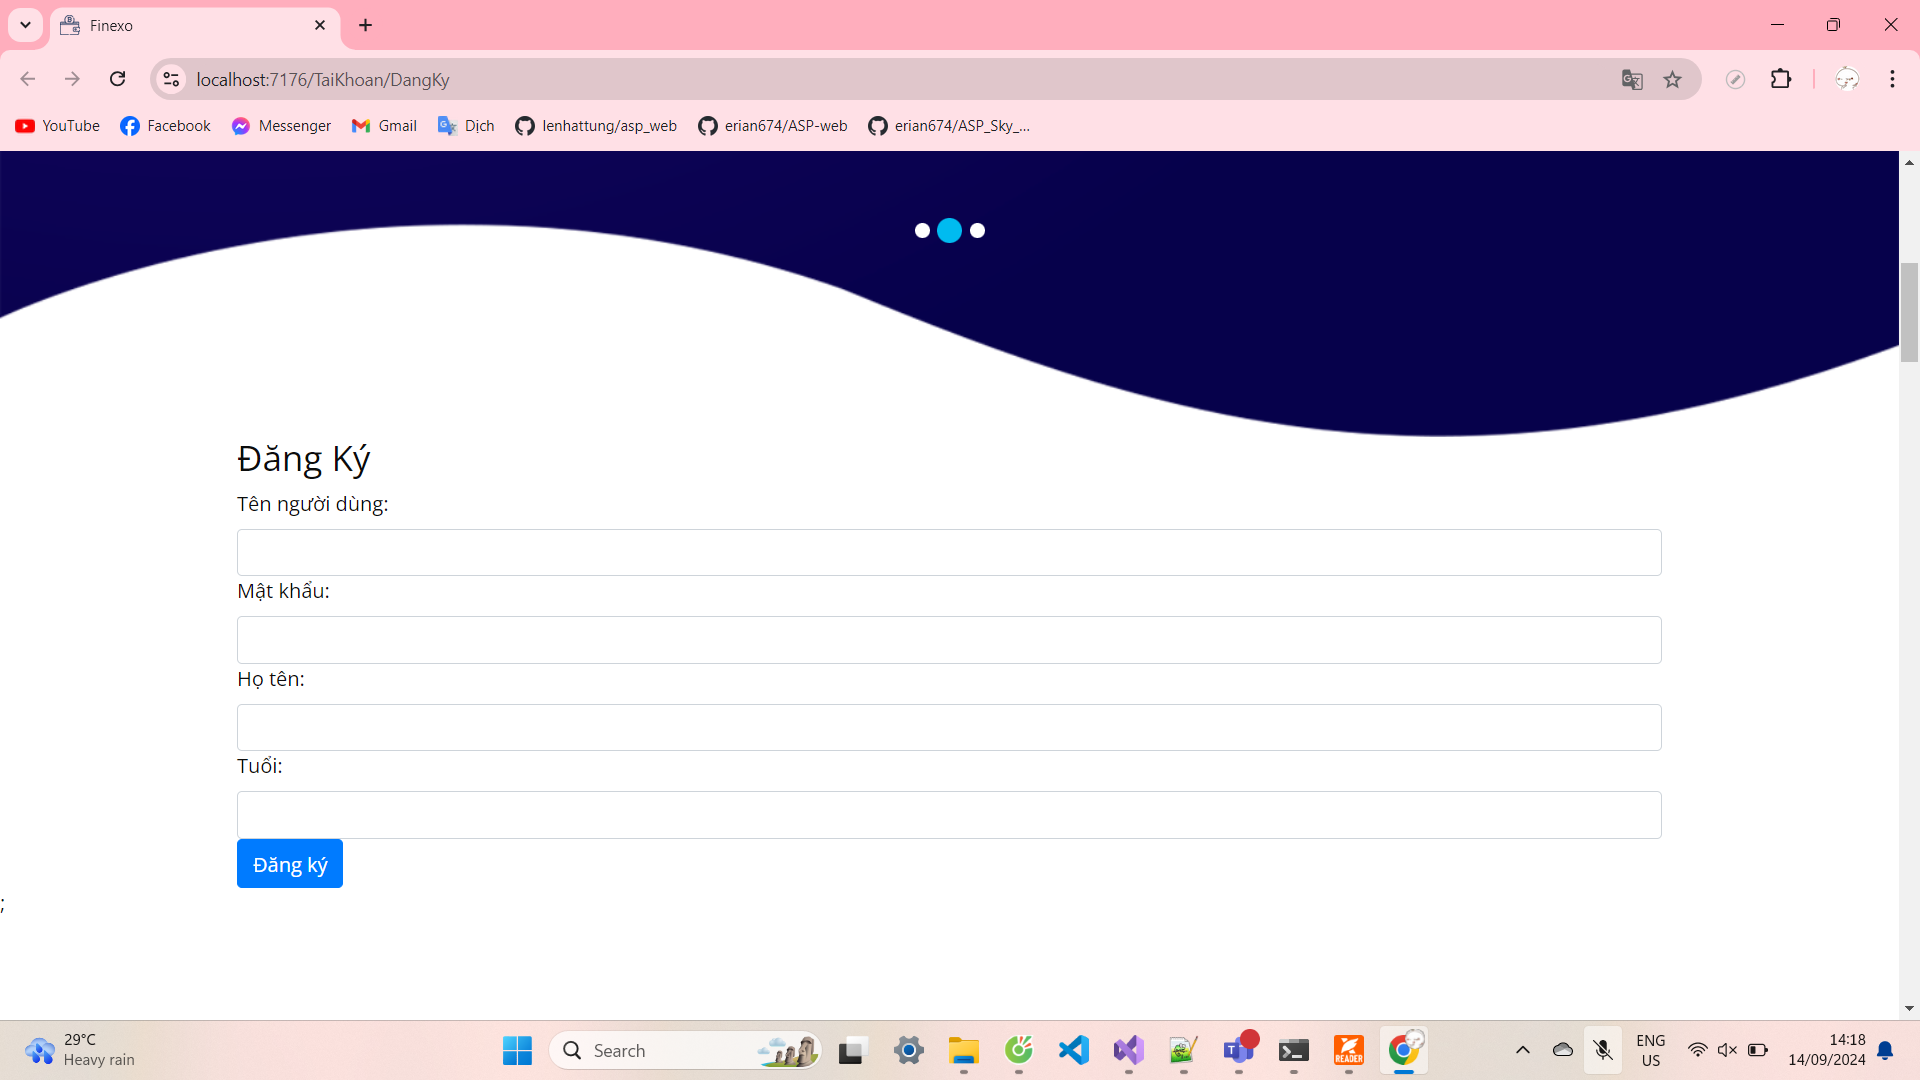 Finexo
localhost:7176/TaiKhoan/DangKy
YouTube Facebook Messenger Gmail Dịch lenhattung/asp_web erian674/ASP-web erian674/ASP_Sky_...
Đăng Ký
Tên người dùng:
Mật khẩu:
Họ tên:
Tuổi:
Đăng ký
;
29°C
Heavy rain
Search
READER
ENG
US
14:18
14/09/2024